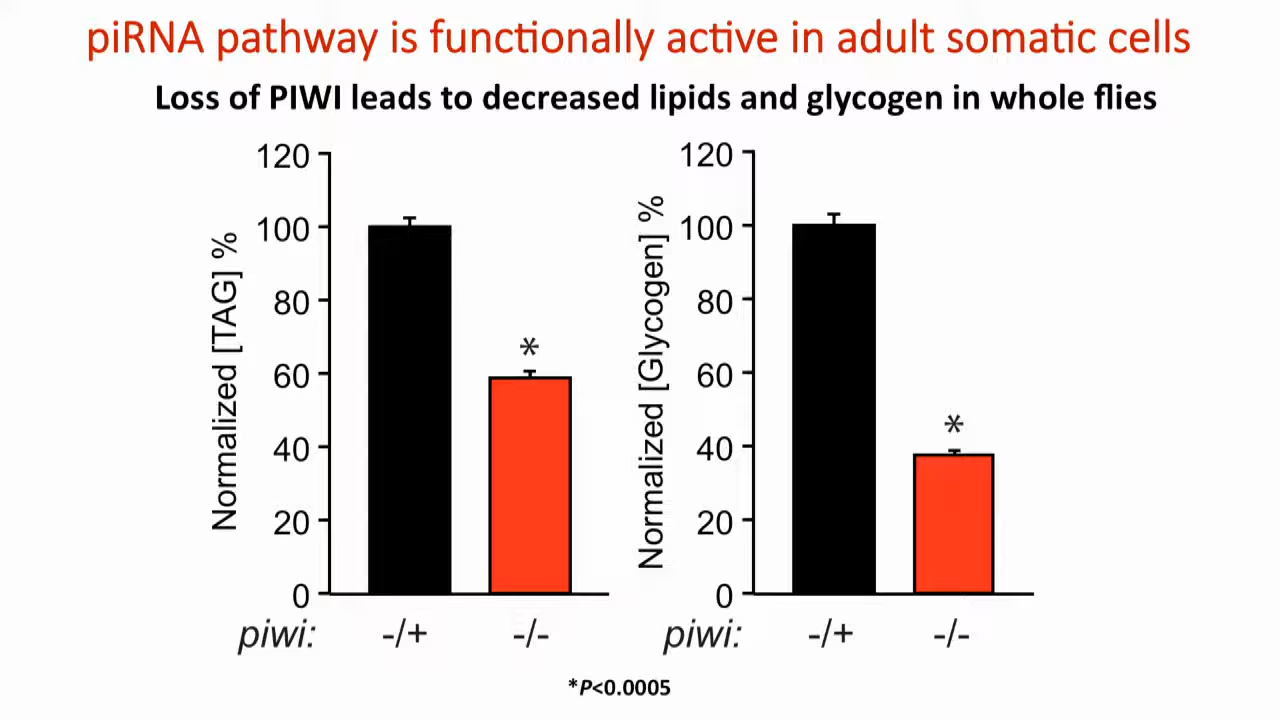 piRNA pathway is functionally active in adult somatic cells
Loss of PIWI leads to decreased lipids and glycogen in whole flies
Normalized [TAG] %
120
100
80
60
40
20
0
*
piwi: -/+ -/-
Normalized [Glycogen] %
120
100
80
60
40
20
0
*
piwi: -/+ -/-
*P<0.0005